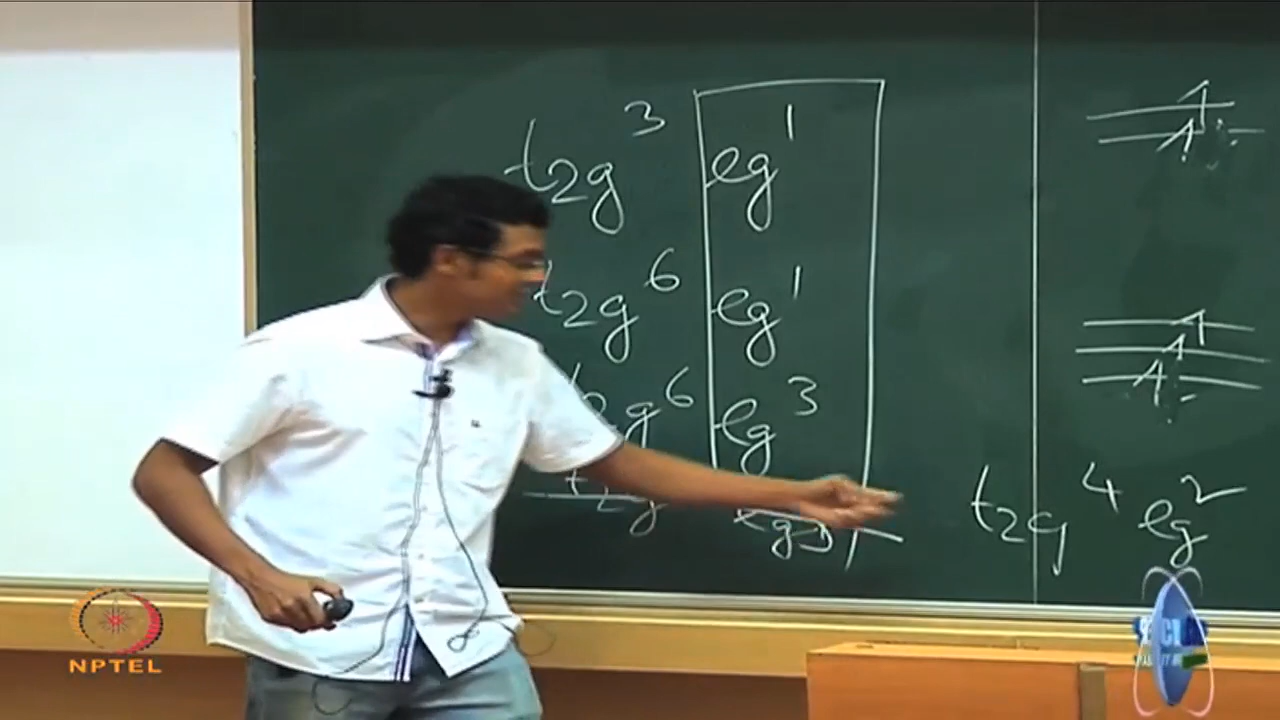 t2g³ eg¹
t2g⁶ eg¹
t2g⁶ eg³
t2g⁴ eg²
NPTEL